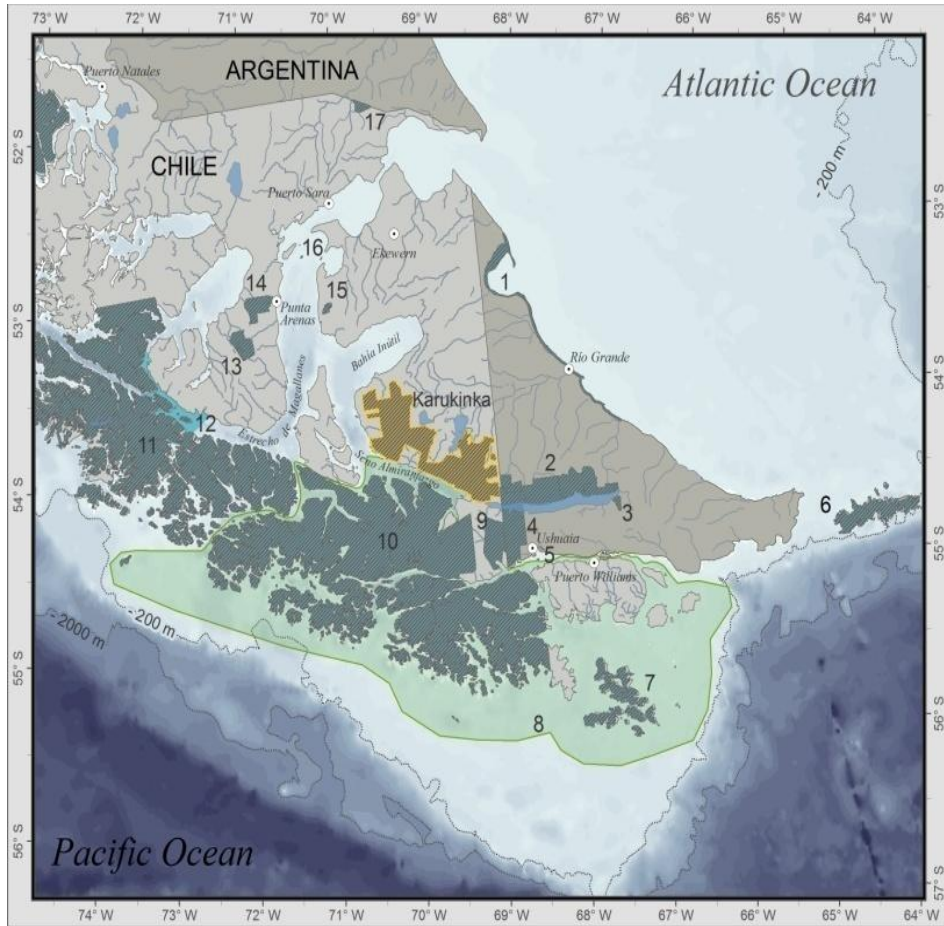 73° W 72° W 71° W 70° W 69° W 68° W 67° W 66° W 65° W 64° W
Puerto Natales
ARGENTINA
Atlantic Ocean
- 200 m
17
52° S
CHILE
Puerto Sara
53° S
16
Ekewern
1
14
15
Punta
Arenas
53° S
13
Bahía Inútil
Río Grande
54° S
Karukinka
12
Estrecho de Magallanes
11
Seno Almirantazgo
2
54° S
9
4
3
6
10
Ushuaia
5
55° S
Puerto Williams
- 2000 m
- 200 m
55° S
7
8
56° S
56° S
Pacific Ocean
57° S
74° W 73° W 72° W 71° W 70° W 69° W 68° W 67° W 66° W 65° W 64° W